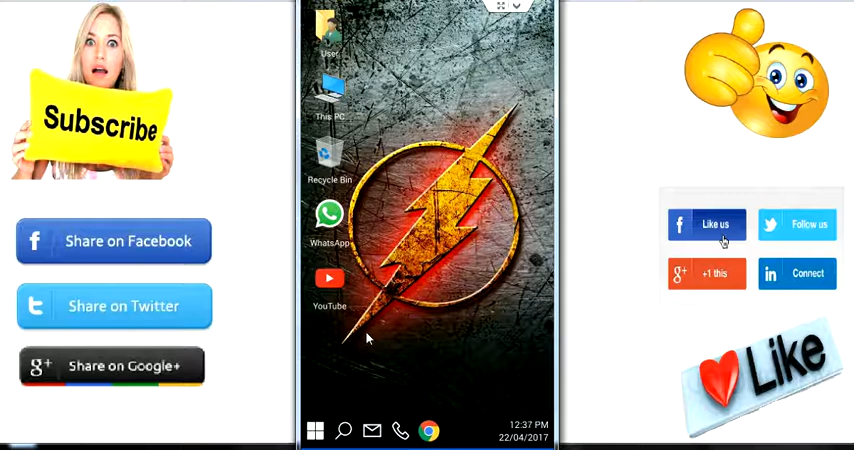 Subscribe
f Share on Facebook
Share on Twitter
g+ Share on Google+
User
This PC
Recycle Bin
WhatsApp
YouTube
12:37 PM
22/04/2017
f Like us
Follow us
g+ +1 this
in Connect
Like